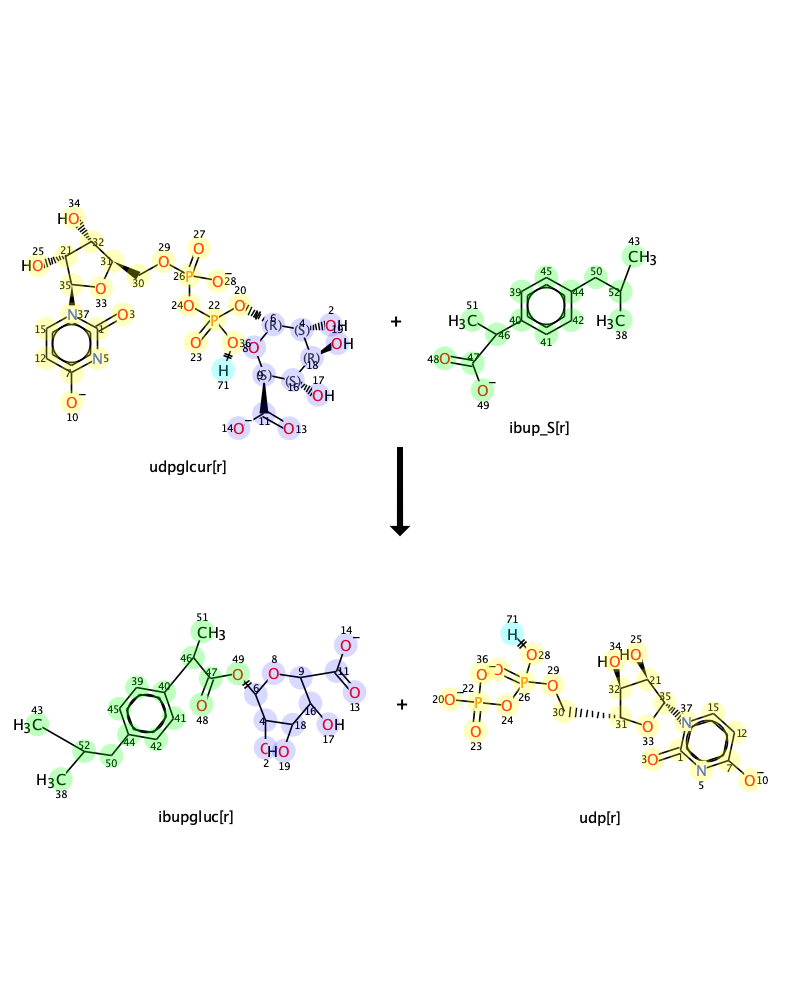 34
HO
25
HO
21
32
31
35
33
O
30
29
O
27
O
26
P
28
O−
24
O
22
P
20
O
23
O
36
O
71
H
N
37
1
3
O
15
12
7
N
5
10
O−
6
(R)
4
(S)
2
OH
19
OH
(R)
18
8
O
9
(S)
(S)
16
17
OH
11
14
O−
O
13
udpglcur[r]
+
43
CH3
50
52
H3C
38
45
44
39
42
40
41
51
H3C
46
47
48
O
O−
49
ibup_S[r]
51
CH3
46
47
49
O
O
48
39
40
45
41
44
42
43
H3C
52
50
H3C
38
6
8
O
9
14
O−
11
O
13
4
16
18
OH
17
O
2
HO
19
ibupgluc[r]
+
71
H
O
28
36
O−
O
29
O
P
26
22
P
20
O−
24
O
23
O
30
34
HO
25
HO
32
21
31
35
33
O
37
N
15
12
1
3
O
N
5
7
O−
10
udp[r]